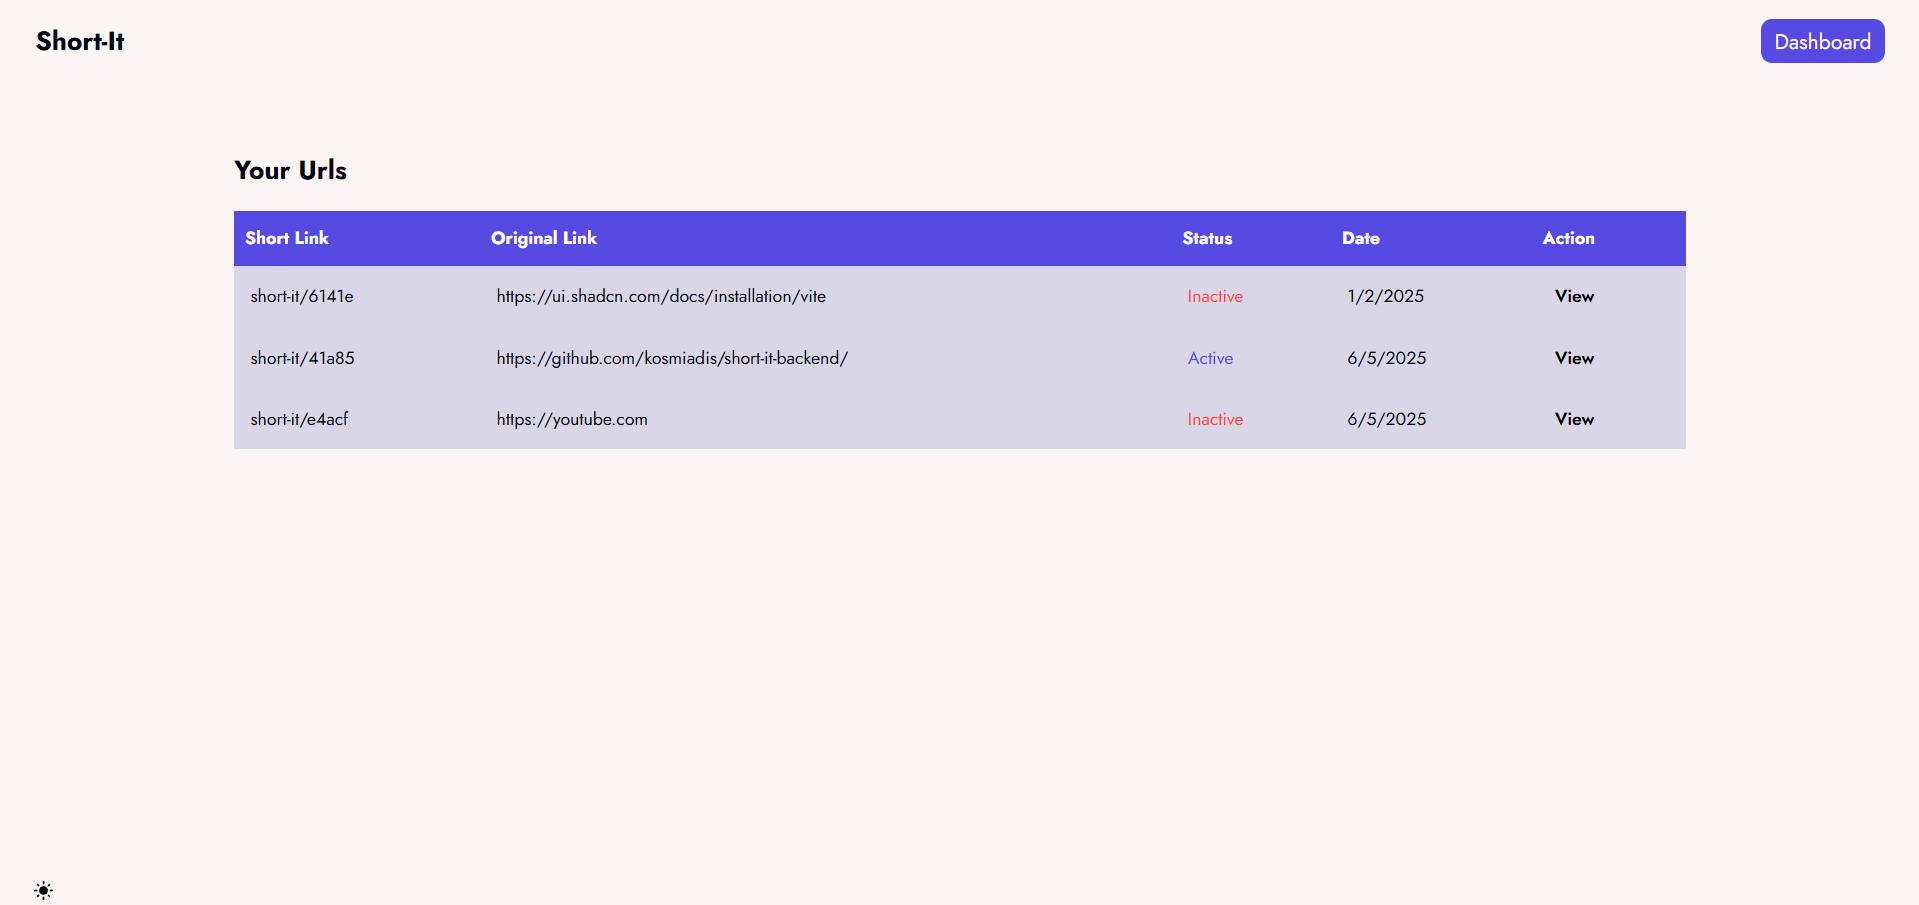 Short-It Dashboard
Your Urls
Short Link Original Link Status Date Action
short-it/6141e https://ui.shadcn.com/docs/installation/vite Inactive 1/2/2025 View
short-it/41a85 https://github.com/kosmiadis/short-it-backend/ Active 6/5/2025 View
short-it/e4acf https://youtube.com Inactive 6/5/2025 View